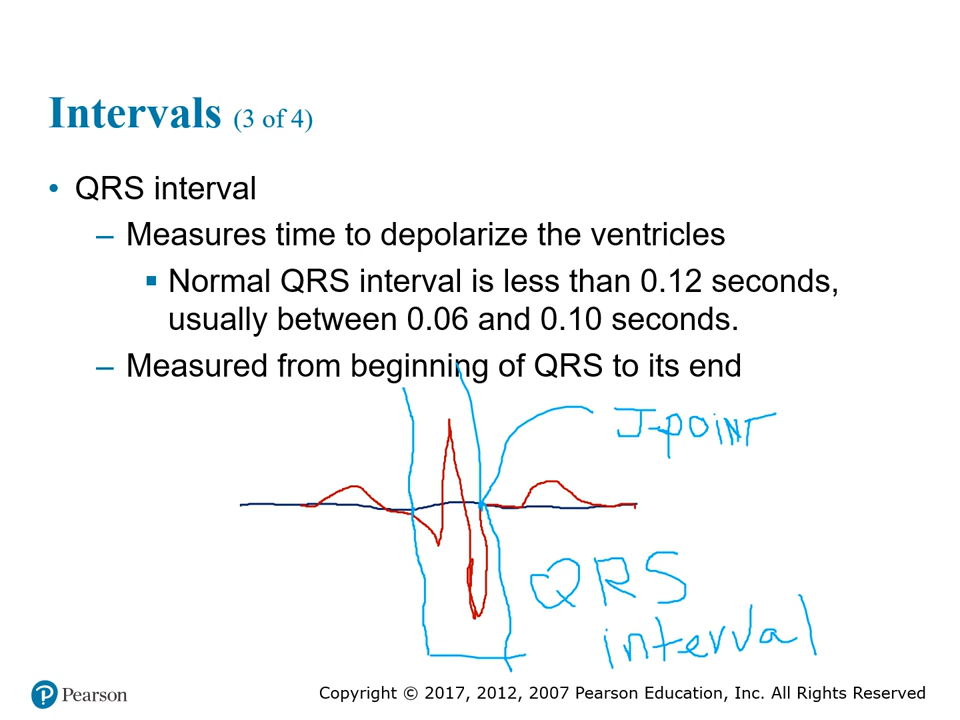 Intervals (3 of 4)
• QRS interval
– Measures time to depolarize the ventricles
▪ Normal QRS interval is less than 0.12 seconds,
usually between 0.06 and 0.10 seconds.
– Measured from beginning of QRS to its end
J-POINT
QRS
interval
P Pearson
Copyright © 2017, 2012, 2007 Pearson Education, Inc. All Rights Reserved